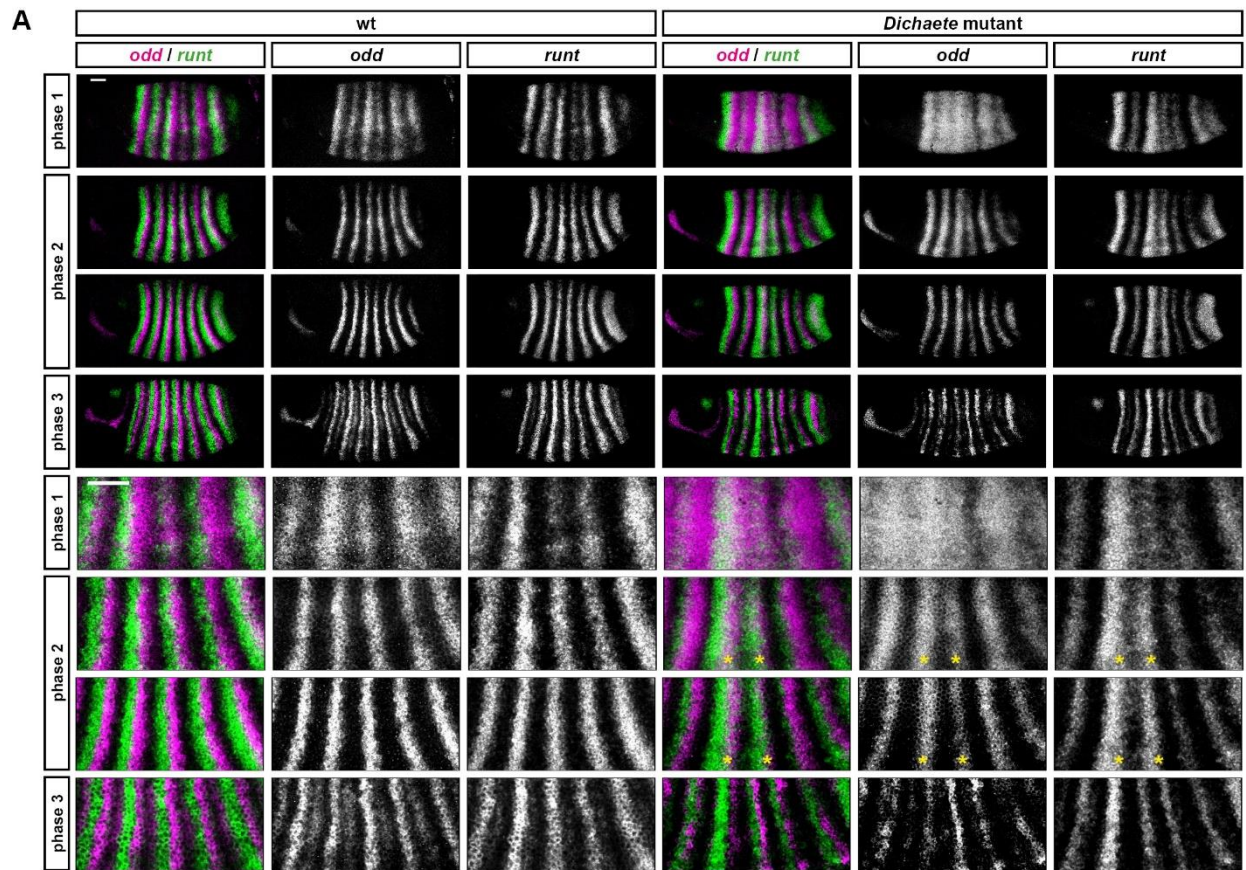 A
wt
Dichaete mutant
odd / runt
odd
runt
odd / runt
odd
runt
phase 1
phase 2
phase 3
phase 1
* *
* *
* *
phase 2
* *
* *
* *
phase 3